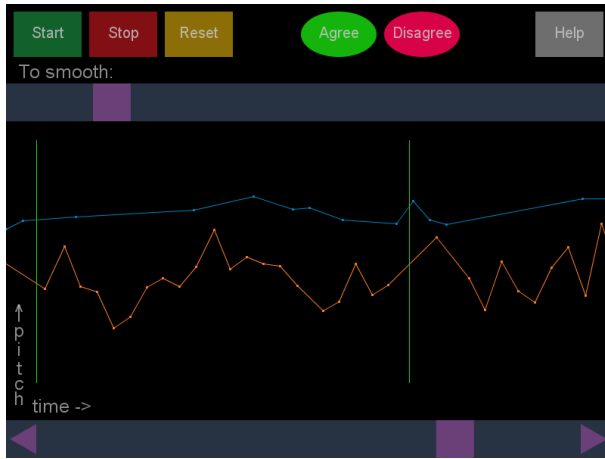 Start Stop Reset Agree Disagree Help
To smooth:
↑
p
i
t
c
h
time ->